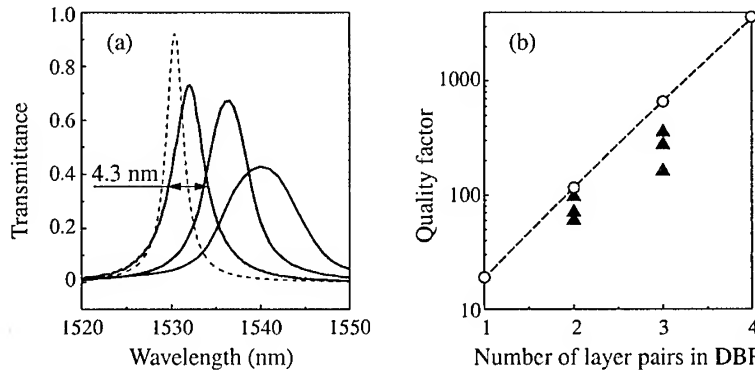 (a)
1.0
0.8
0.6
0.4
0.2
0
4.3 nm
Transmittance
1520
1530
1540
1550
Wavelength (nm)
(b)
1000
100
10
Quality factor
1
2
3
4
Number of layer pairs in DBF